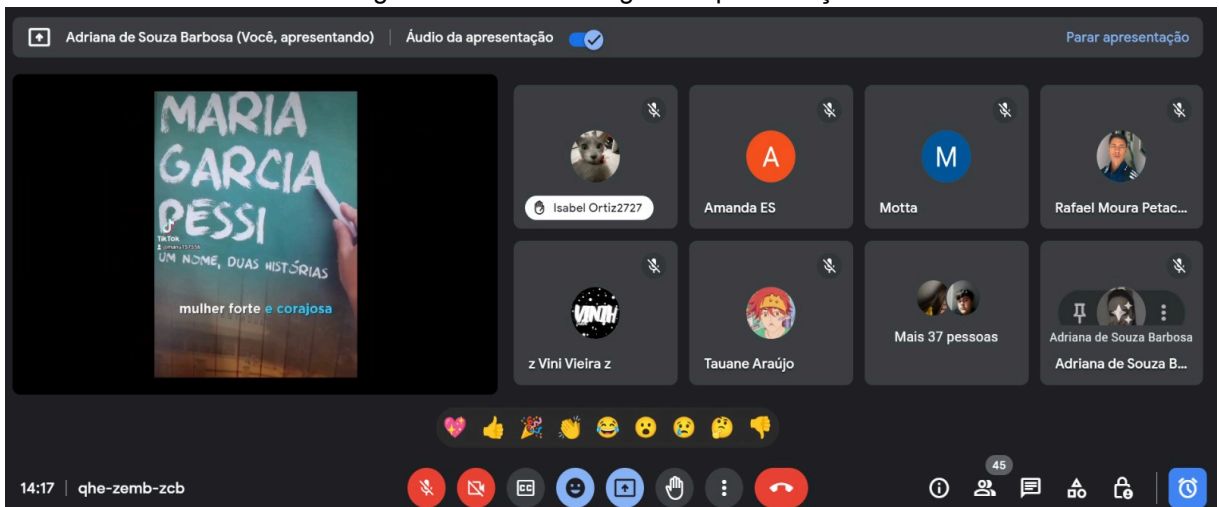 Adriana de Souza Barbosa (Você, apresentando)
Áudio da apresentação
Parar apresentação
MARIA
GARCIA
PESSI
TikTok
UM NOME, DUAS HISTÓRIAS
mulher forte e corajosa
Isabel Ortiz2727
A
Amanda ES
M
Motta
Rafael Moura Petac...
VINIH
z Vini Vieira z
Tauane Araújo
Mais 37 pessoas
Adriana de Souza Barbosa
Adriana de Souza B...
14:17
qhe-zemb-zcb
CC
45